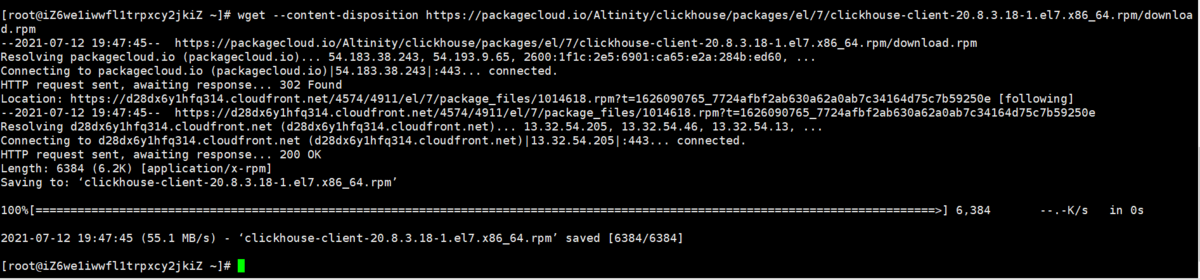 [root@iZ6we1iwwfl1trpxcy2jkiZ ~]# wget --content-disposition https://packagecloud.io/Altinity/clickhouse/packages/el/7/clickhouse-client-20.8.3.18-1.el7.x86_64.rpm/downloa
d.rpm
--2021-07-12 19:47:45--  https://packagecloud.io/Altinity/clickhouse/packages/el/7/clickhouse-client-20.8.3.18-1.el7.x86_64.rpm/download.rpm
Resolving packagecloud.io (packagecloud.io)... 54.183.38.243, 54.193.9.65, 2600:1f1c:2e5:6901:ca65:e2a:284b:ed60, ...
Connecting to packagecloud.io (packagecloud.io)|54.183.38.243|:443... connected.
HTTP request sent, awaiting response... 302 Found
Location: https://d28dx6y1hfq314.cloudfront.net/4574/4911/el/7/package_files/1014618.rpm?t=1626090765_7724afbf2ab630a62a0ab7c34164d75c7b59250e [following]
--2021-07-12 19:47:45--  https://d28dx6y1hfq314.cloudfront.net/4574/4911/el/7/package_files/1014618.rpm?t=1626090765_7724afbf2ab630a62a0ab7c34164d75c7b59250e
Resolving d28dx6y1hfq314.cloudfront.net (d28dx6y1hfq314.cloudfront.net)... 13.32.54.205, 13.32.54.46, 13.32.54.13, ...
Connecting to d28dx6y1hfq314.cloudfront.net (d28dx6y1hfq314.cloudfront.net)|13.32.54.205|:443... connected.
HTTP request sent, awaiting response... 200 OK
Length: 6384 (6.2K) [application/x-rpm]
Saving to: ‘clickhouse-client-20.8.3.18-1.el7.x86_64.rpm’
100%[=================================================================================================================================>] 6,384       --.-K/s   in 0s
2021-07-12 19:47:45 (55.1 MB/s) - ‘clickhouse-client-20.8.3.18-1.el7.x86_64.rpm’ saved [6384/6384]
[root@iZ6we1iwwfl1trpxcy2jkiZ ~]#